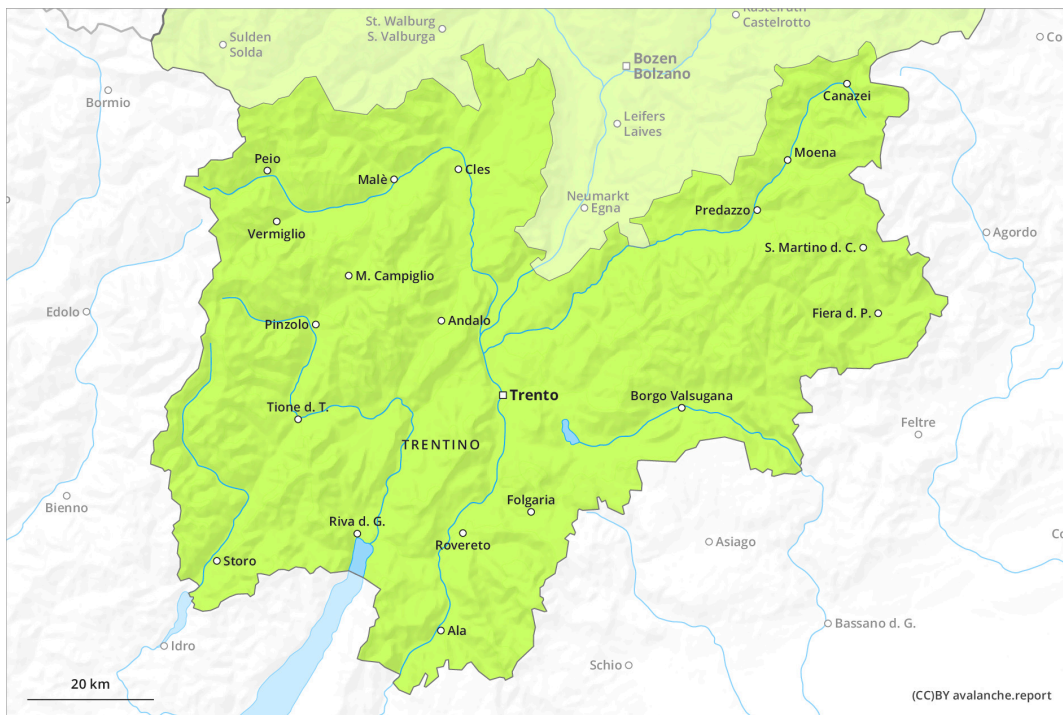 Kastelruth
Castelrotto
St. Walburg
S. Valburga
Sulden
Solda
Bozen
Bolzano
Co
Bormio
Canazei
Leifers
Laives
Moena
Peio
Malè
Cles
Neumarkt
Egna
Predazzo
Vermiglio
Agordo
S. Martino d. C.
M. Campiglio
Edolo
Pinzolo
Andalo
Fiera d. P.
Trento
Borgo Valsugana
Tione d. T.
Feltre
TRENTINO
Bienno
Folgaria
Riva d. G.
Rovereto
Asiago
Co
Storo
Ala
Bassano d. G.
Idro
Schio
20 km
(CC)BY avalanche.report